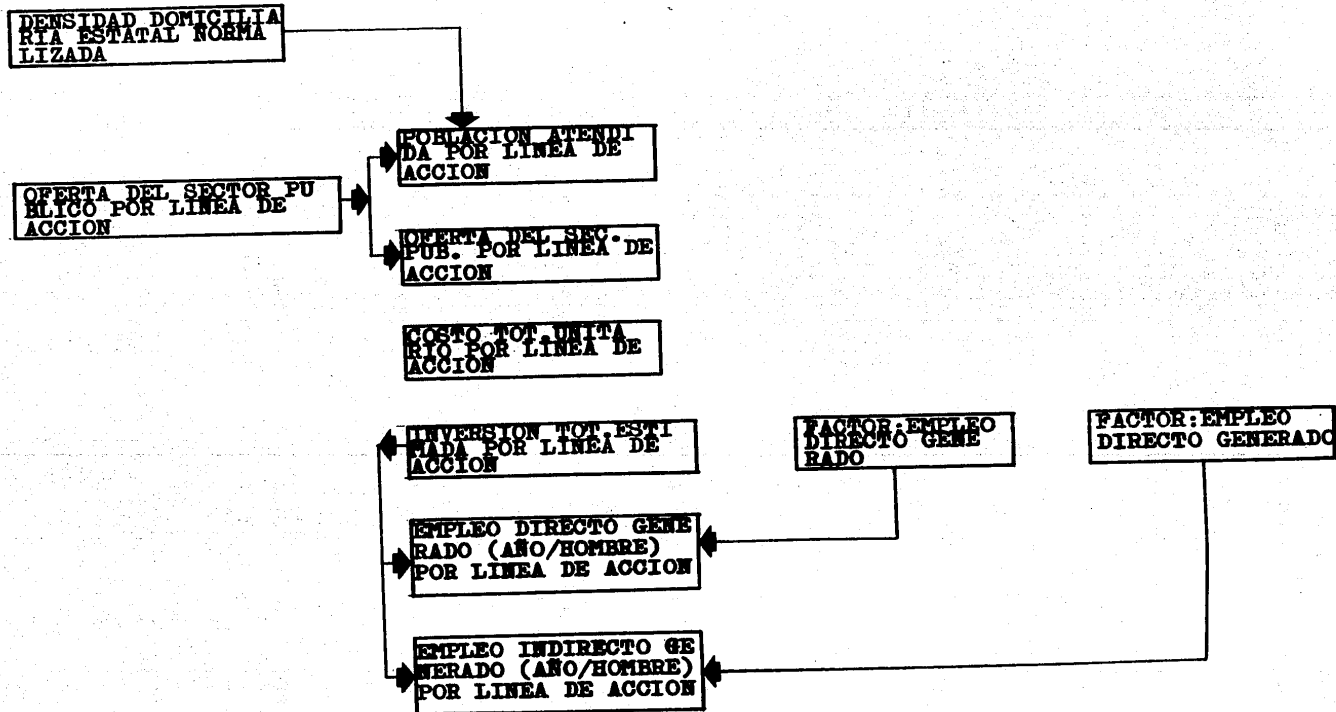 DENSIDAD DOMICILIA
RIA ESTATAL NORMA
LIZADA
POBLACION ATENDI
DA POR LINEA DE
ACCION
OFERTA DEL SECTOR PU
BLICO POR LINEA DE
ACCION
OFERTA DEL SEC.
PUB. POR LINEA DE
ACCION
COSTO TOT.UNITA
RIO POR LINEA DE
ACCION
INVERSION TOT.ESTI
MADA POR LINEA DE
ACCION
FACTOR:EMPLEO
DIRECTO GENE
RADO
FACTOR:EMPLEO
DIRECTO GENERADO
EMPLEO DIRECTO GENE
RADO (AÑO/HOMBRE)
POR LINEA DE ACCION
EMPLEO INDIRECTO GE
NERADO (AÑO/HOMBRE)
POR LINEA DE ACCION